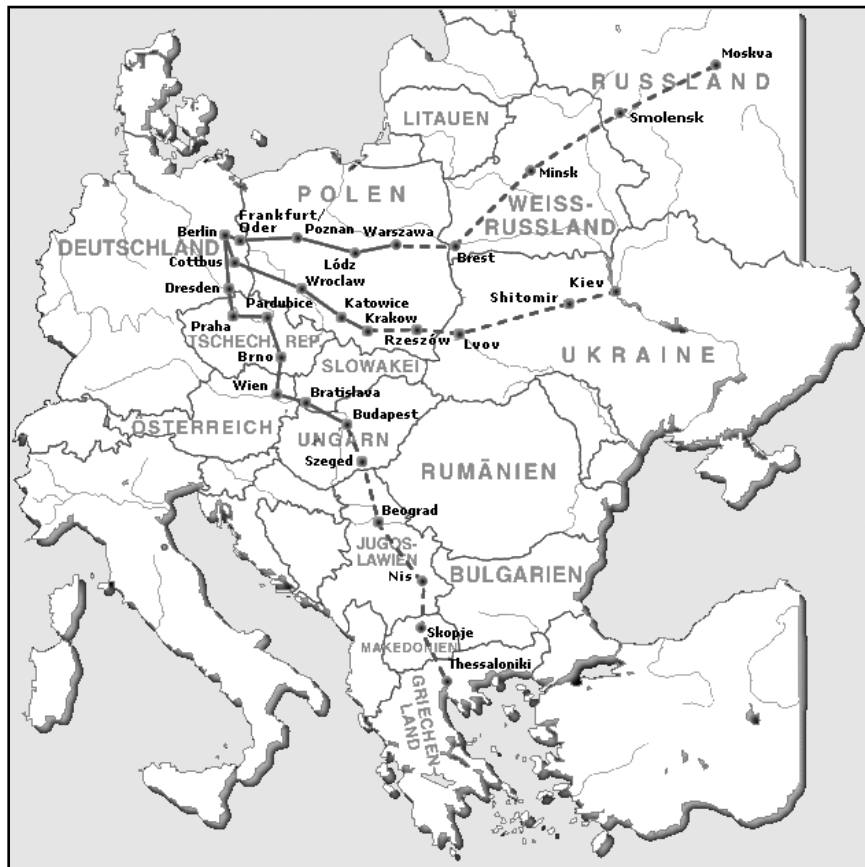 Moskva
RUSSLAND
LITAUEN
Smolensk
Minsk
POLEN
WEISS-
RUSSLAND
Frankfurt/
Oder
Berlin
Poznan
Warszawa
DEUTSCHLAND
Brest
Lódz
Cottbus
Wroclaw
Kiev
Dresden
Shitomir
Pardubice
Katowice
Praha
Krakow
Rzeszów
Lvov
TSCHECH. REP.
Brno
SLOWAKEI
UKRAINE
Wien
Bratislava
Budapest
ÖSTERREICH
UNGARN
Szeged
RUMÄNIEN
Beograd
JUGOS-
LAWIEN
BULGARIEN
Nis
Skopje
MAKEDONIEN
Thessaloniki
GRIECHEN
LAND